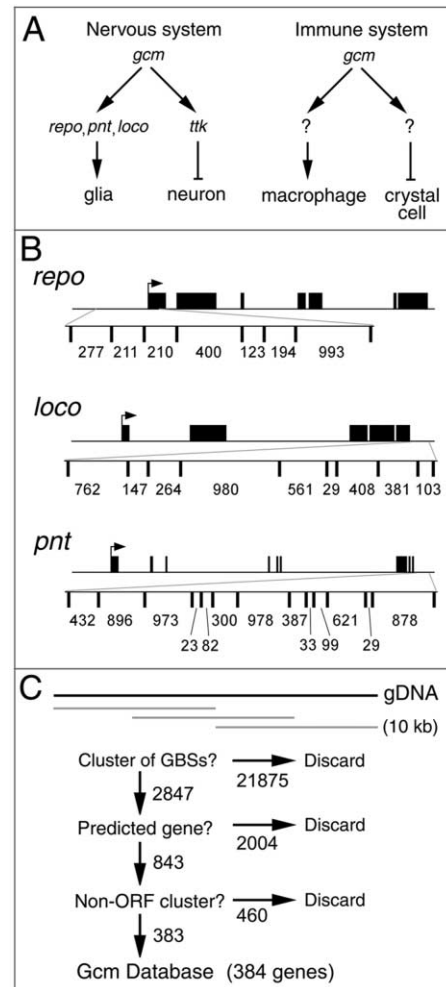 A
Nervous system
Immune system
gcm
gcm
repo, pnt, loco
ttk
?
?
glia
neuron
macrophage
crystal
cell
B
repo
277 211 210 400 123 194 993
loco
762 147 264 980 561 29 408 381 103
pnt
432 896 973 300 978 387 621 878
23 82 33 99 29
C
gDNA
(10 kb)
Cluster of GBSs?
Discard
21875
2847
Predicted gene?
Discard
2004
843
Non-ORF cluster?
Discard
460
383
Gcm Database (384 genes)